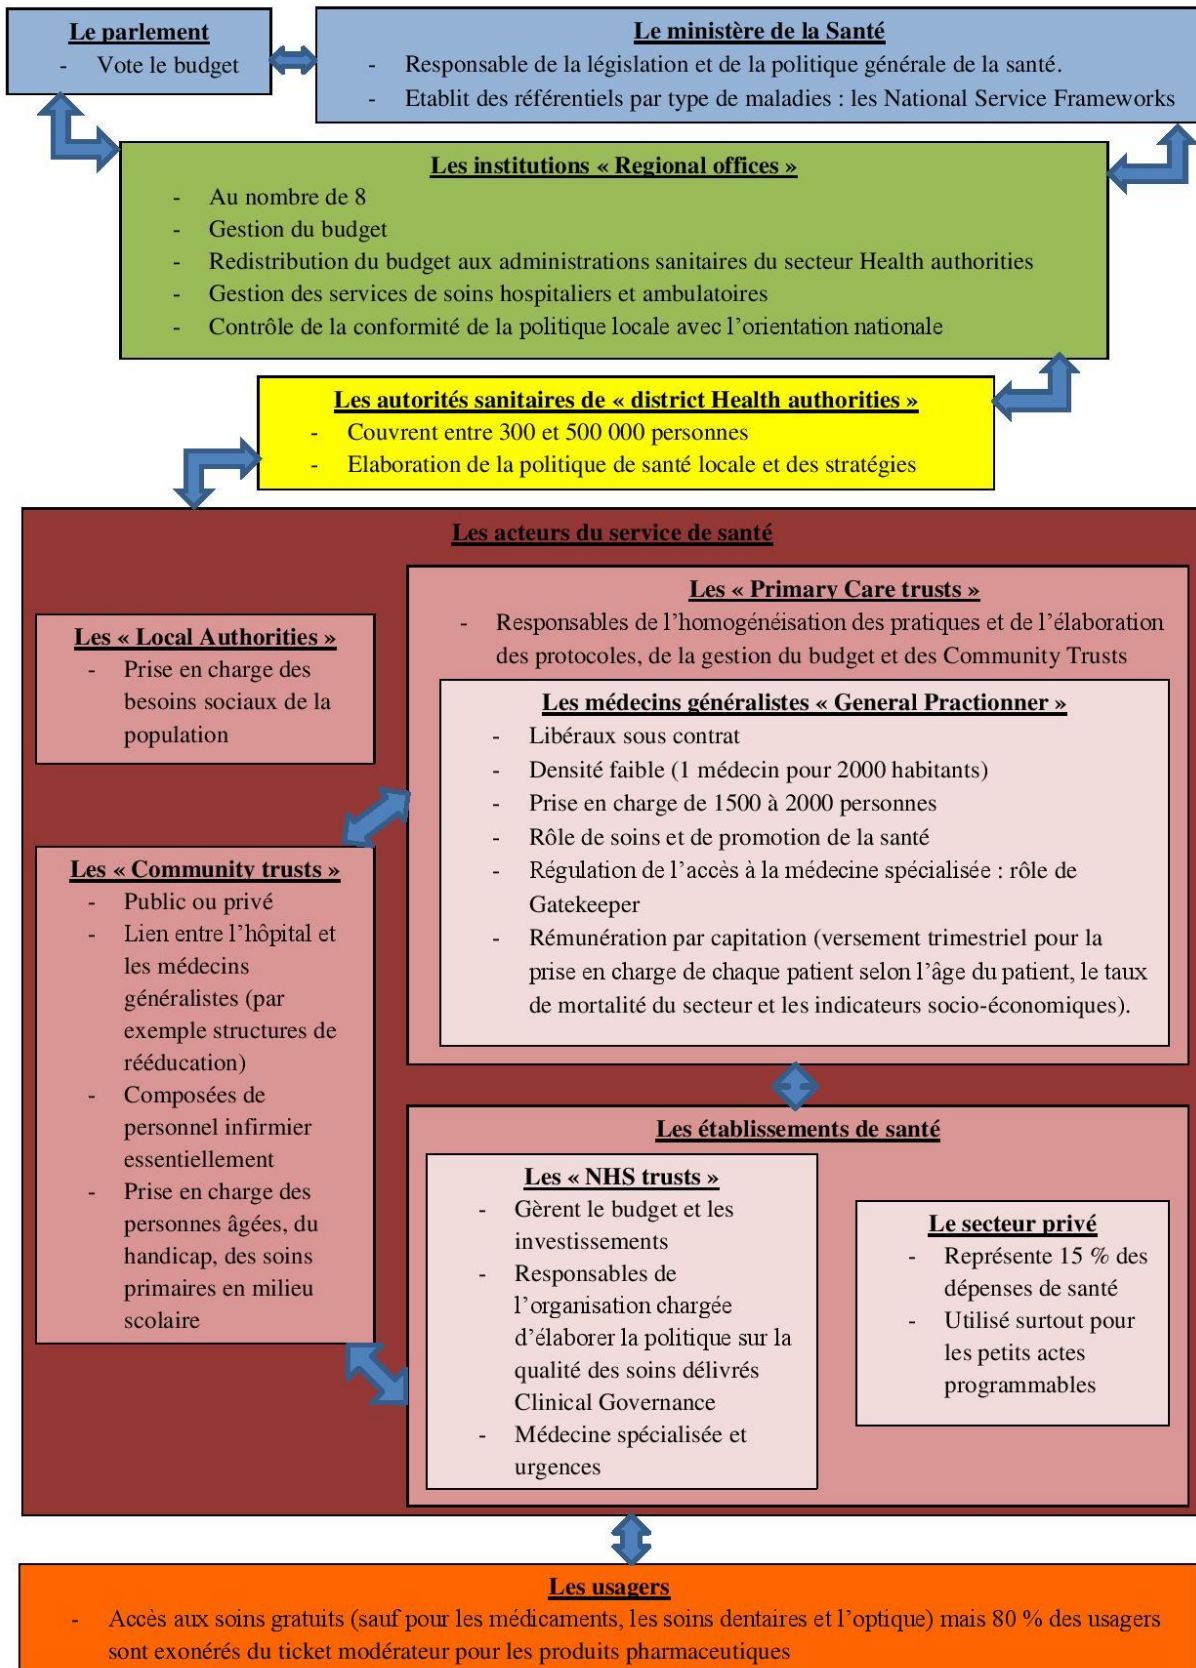 Le parlement
- Vote le budget
Le ministère de la Santé
- Responsable de la législation et de la politique générale de la santé.
- Etablit des référentiels par type de maladies : les National Service Frameworks
Les institutions « Regional offices »
- Au nombre de 8
- Gestion du budget
- Redistribution du budget aux administrations sanitaires du secteur Health authorities
- Gestion des services de soins hospitaliers et ambulatoires
- Contrôle de la conformité de la politique locale avec l’orientation nationale
Les autorités sanitaires de « district Health authorities »
- Couvrent entre 300 et 500 000 personnes
- Elaboration de la politique de santé locale et des stratégies
Les acteurs du service de santé
Les « Local Authorities »
- Prise en charge des
besoins sociaux de la
population
Les « Primary Care trusts »
- Responsables de l’homogénéisation des pratiques et de l’élaboration
des protocoles, de la gestion du budget et des Community Trusts
Les médecins généralistes « General Practionner »
- Libéraux sous contrat
- Densité faible (1 médecin pour 2000 habitants)
- Prise en charge de 1500 à 2000 personnes
- Rôle de soins et de promotion de la santé
- Régulation de l’accès à la médecine spécialisée : rôle de
Gatekeeper
- Rémunération par capitation (versement trimestriel pour la
prise en charge de chaque patient selon l’âge du patient, le taux
de mortalité du secteur et les indicateurs socio-économiques).
Les « Community trusts »
- Public ou privé
- Lien entre l’hôpital et
les médecins
généralistes (par
exemple structures de
rééducation)
- Composées de
personnel infirmier
essentiellement
- Prise en charge des
personnes âgées, du
handicap, des soins
primaires en milieu
scolaire
Les établissements de santé
Les « NHS trusts »
- Gèrent le budget et les
investissements
- Responsables de
l’organisation chargée
d’élaborer la politique sur la
qualité des soins délivrés
Clinical Governance
- Médecine spécialisée et
urgences
Le secteur privé
- Représente 15 % des
dépenses de santé
- Utilisé surtout pour
les petits actes
programmables
Les usagers
- Accès aux soins gratuits (sauf pour les médicaments, les soins dentaires et l’optique) mais 80 % des usagers
sont exonérés du ticket modérateur pour les produits pharmaceutiques